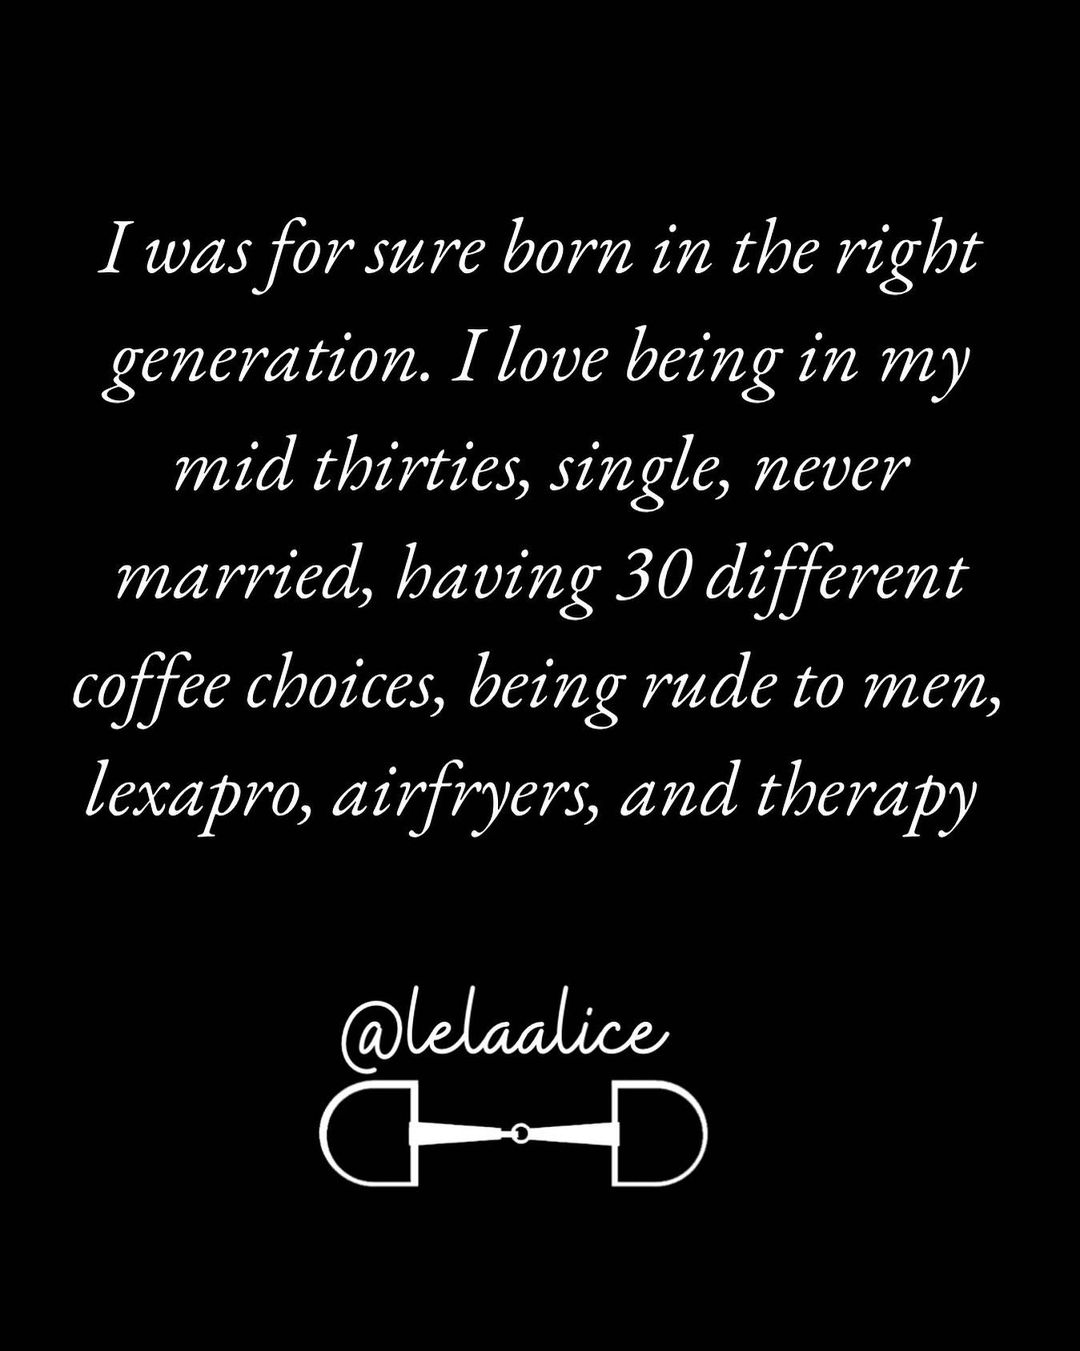 I was for sure born in the right
generation. I love being in my
mid thirties, single, never
married, having 30 different
coffee choices, being rude to men,
lexapro, airfryers, and therapy
@lelaalice